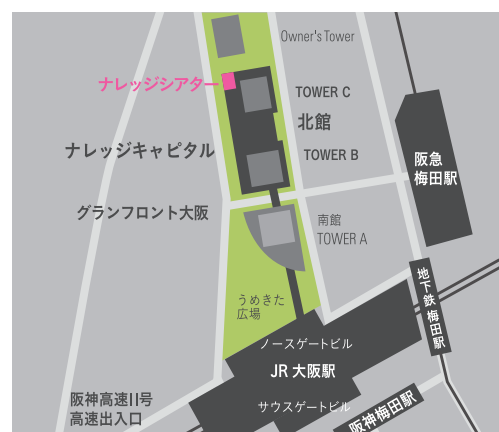 Owner's Tower
ナレッジシアター
TOWER C
北館
ナレッジキャピタル
TOWER B
阪急
梅田駅
グランフロント大阪
南館
TOWER A
うめきた
広場
地下鉄梅田駅
ノースゲートビル
JR 大阪駅
阪神高速11号
高速出入口
サウスゲートビル
阪神梅田駅